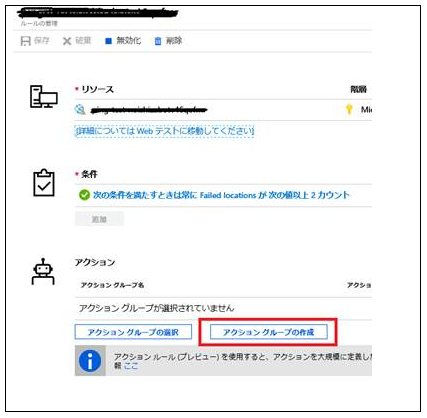 ルールの管理
保存 破棄 無効化 削除
* リソース 階層
Mic
[詳細については Web テストに移動してください]
* 条件
次の条件を満たすときは常に Failed locations が 次の値以上 2 カウント
追加
アクション
アクション グループ名 アクショ
アクション グループが選択されていません
アクション グループの選択 アクション グループの作成
アクション ルール (プレビュー) を使用すると、アクションを大規模に定義した
報 ここ